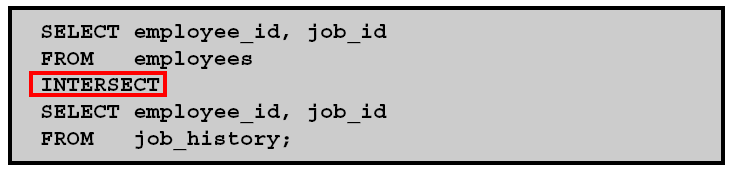 SELECT employee_id, job_id
FROM employees
INTERSECT
SELECT employee_id, job_id
FROM job_history;